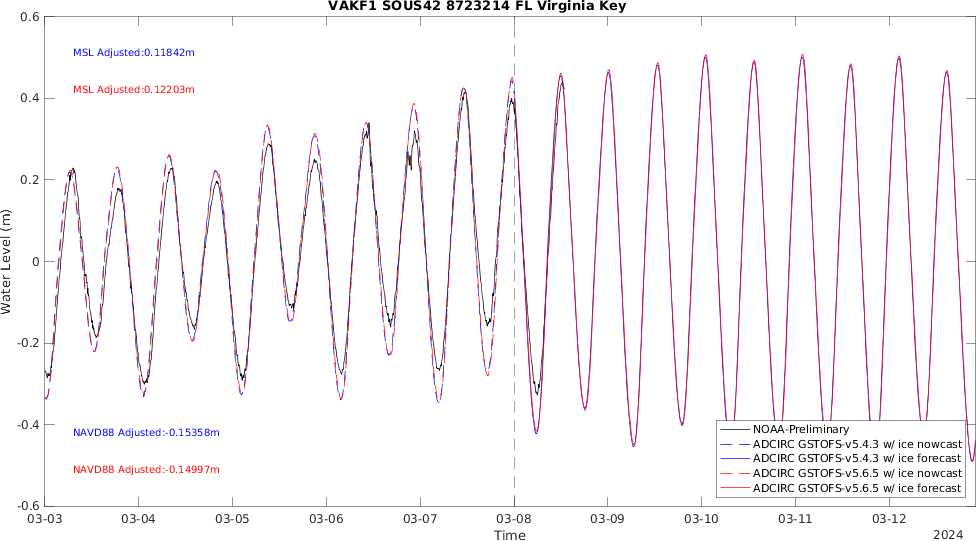 VAKF1 SOUS42 8723214 FL Virginia Key
0.6
MSL Adjusted:0.11842m
MSL Adjusted:0.12203m
0.4
0.2
0
-0.2
-0.4
-0.6
Water Level (m)
NAVD88 Adjusted:-0.15358m
NAVD88 Adjusted:-0.14997m
NOAA-Preliminary
ADCIRC GSTOFS-v5.4.3 w/ ice nowcast
ADCIRC GSTOFS-v5.4.3 w/ ice forecast
ADCIRC GSTOFS-v5.6.5 w/ ice nowcast
ADCIRC GSTOFS-v5.6.5 w/ ice forecast
03-03 03-04 03-05 03-06 03-07 03-08 03-09 03-10 03-11 03-12
Time
2024